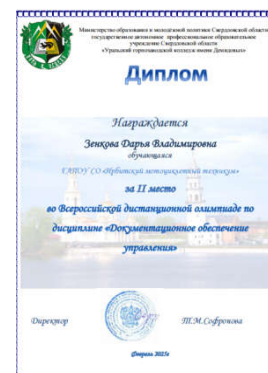 Министерство образования и молодёжной политики Свердловской области
государственное автономное профессиональное образовательное
учреждение Свердловской области
«Уральский горнозаводской колледж имени Демидовых»
Диплом
Награждается
Зенкова Дарья Владимировна
обучающаяся
ГАПОУ СО «Ирбитский мотоциклетный техникум»
за II место
во Всероссийской дистанционной олимпиаде по
дисциплине «Документационное обеспечение
управления»
Директор
Т.М.Софронова
Февраль